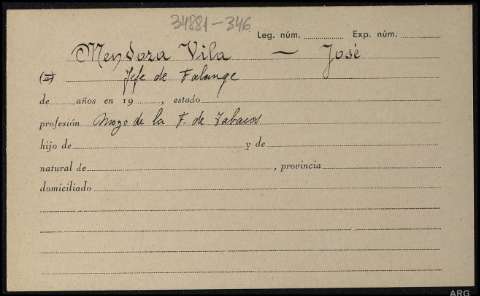 34881-346
Leg. núm. Exp. núm.
Mendoza Vila — José
(II) Jefe de Falange
de años en 19 , estado
profesión Mozo de la F. de Tabacos
hijo de y de
natural de , provincia
domiciliado
ARG